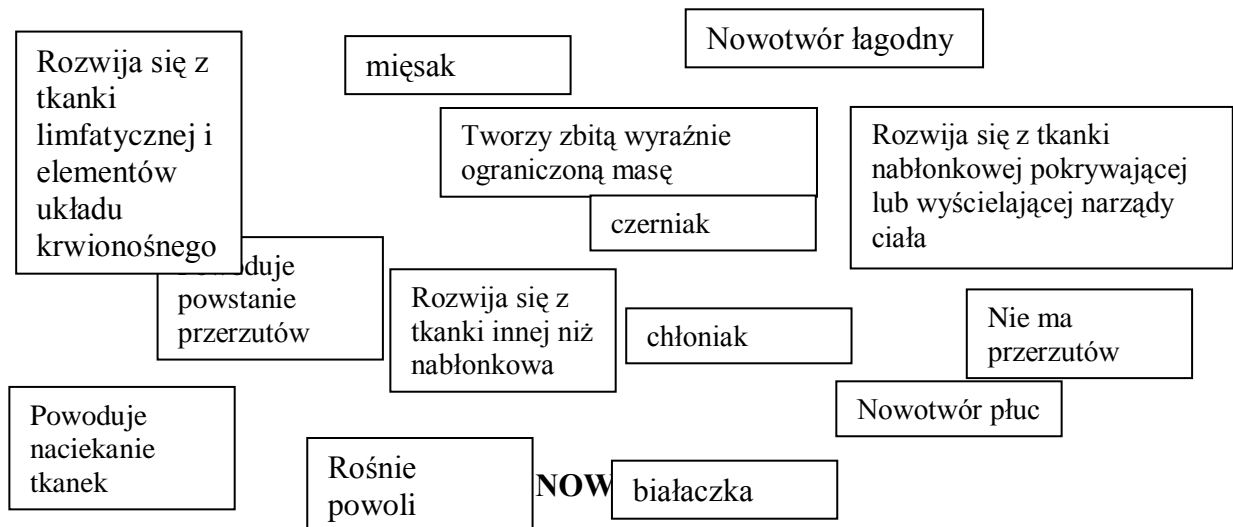 Nowotwór łagodny
mięsak
Rozwija się z
tkanki
limfatycznej i
elementów
układu
krwionośnego
Tworzy zbitą wyraźnie
ograniczoną masę
Rozwija się z tkanki
nabłonkowej pokrywającej
lub wyścielającej narządy
ciała
czerniak
powstanie
przerzutów
Rozwija się z
tkanki innej niż
nabłonkowa
chłoniak
Nie ma
przerzutów
Nowotwór płuc
Powoduje
naciekanie
tkanek
Rośnie
powoli
NOW
białaczka